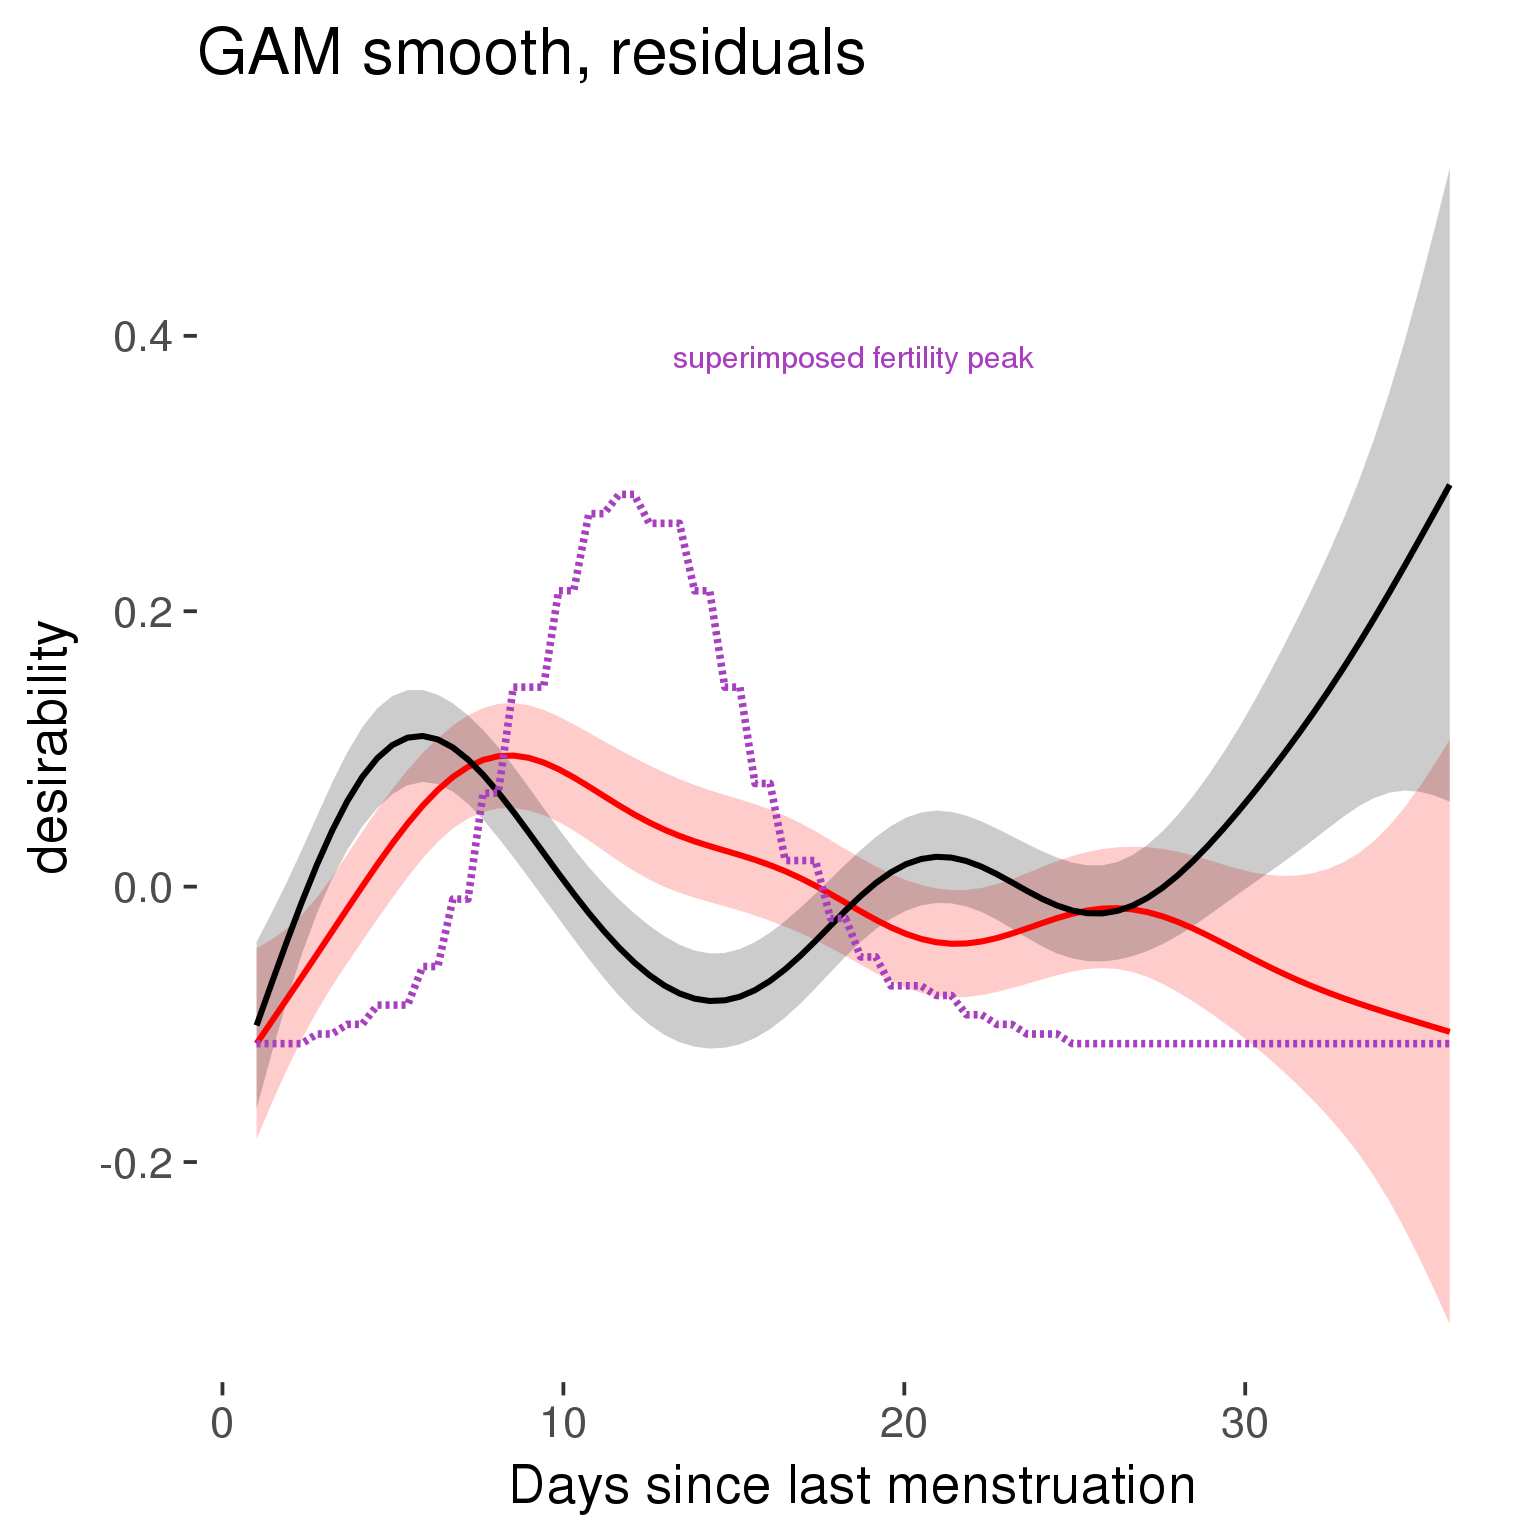 GAM smooth, residuals
superimposed fertility peak
desirability
0.4
0.2
0.0
-0.2
0 10 20 30
Days since last menstruation